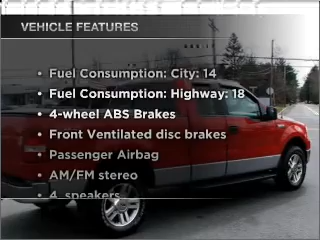 VEHICLE FEATURES
• Fuel Consumption: City: 14
• Fuel Consumption: Highway: 18
• 4-wheel ABS Brakes
• Front Ventilated disc brakes
• Passenger Airbag
• AM/FM stereo
• 4 speakers